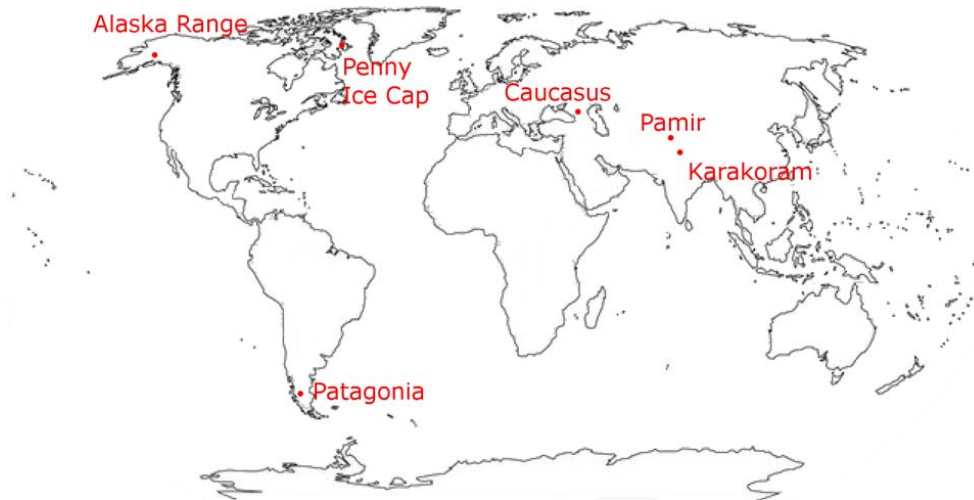 Alaska Range
Penny
Ice Cap
Caucasus
Pamir
Karakoram
Patagonia